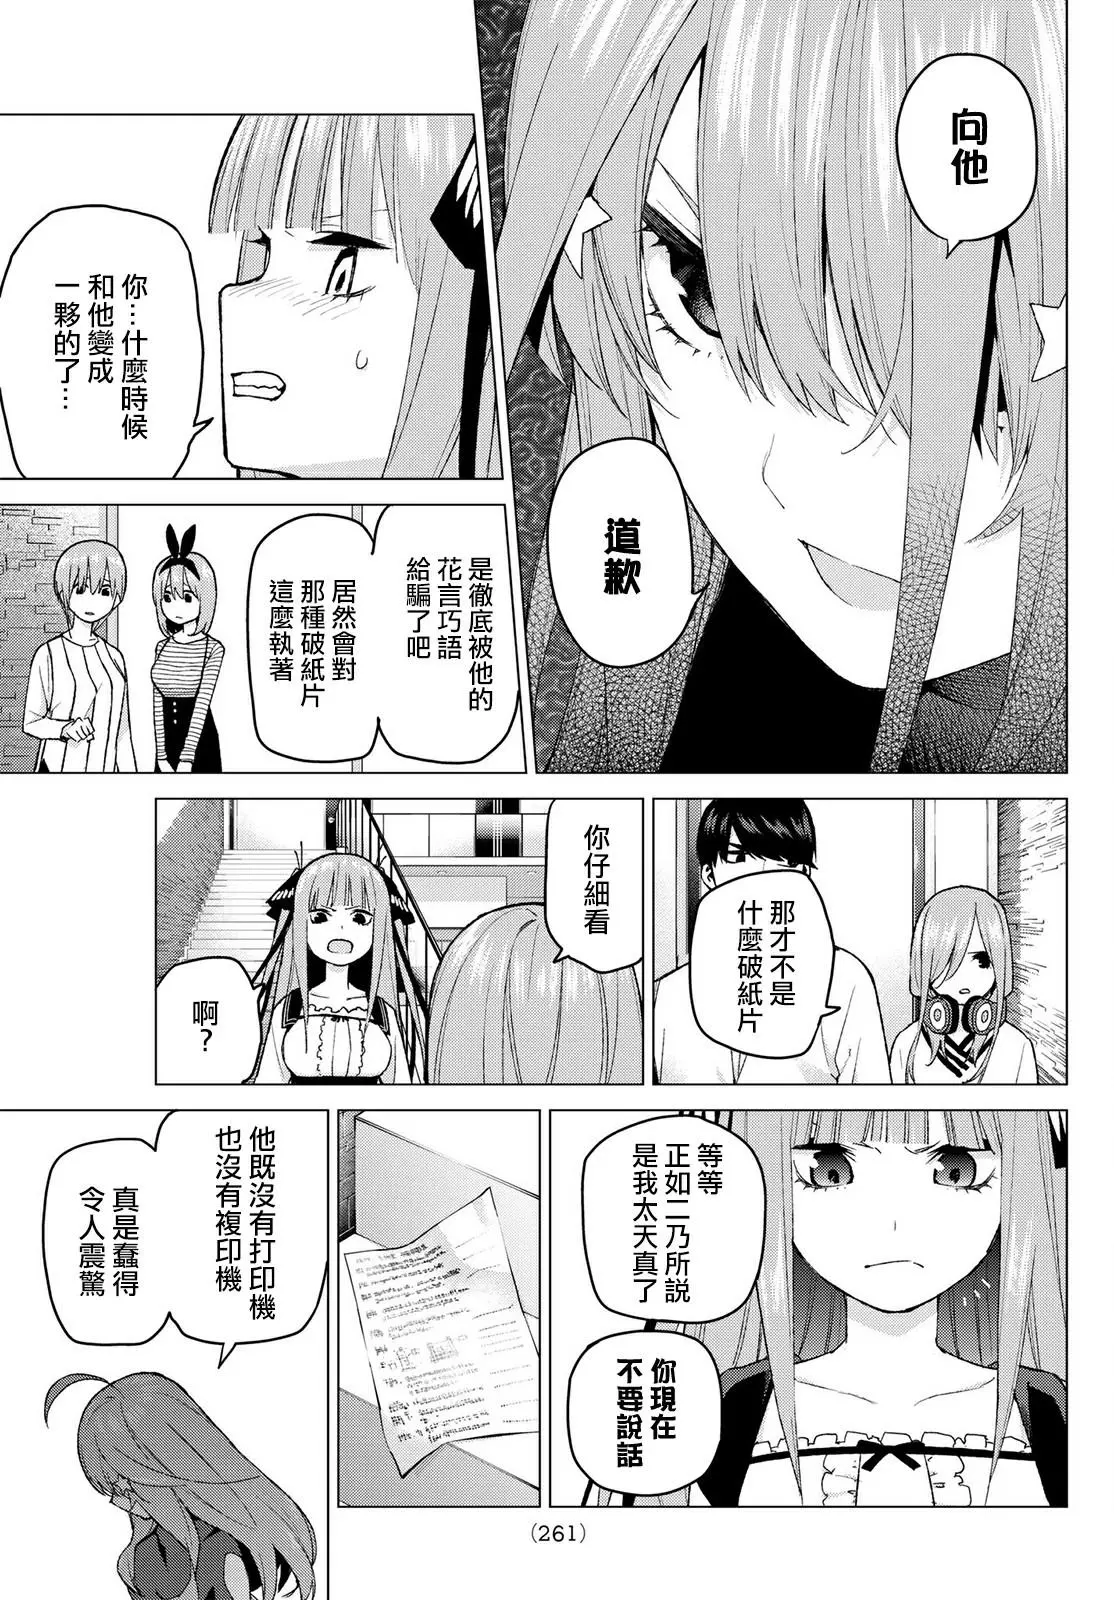 向他
道歉
你…什麼時候
和他變成
一夥的了…
是徹底被他的
花言巧語
給騙了吧
居然會對
那種破紙片
這麼執著
那才不是
什麼破紙片
你仔細看
啊？
等等
正如二乃所說
是我太天真了
你現在
不要說話
他既沒有打印機
也沒有複印機
真是蠢得
令人震驚
(261)